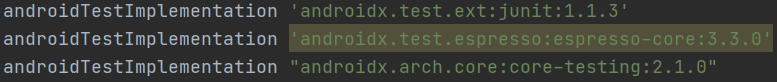 androidTestImplementation 'androidx.test.ext:junit:1.1.3'
androidTestImplementation 'androidx.test.espresso:espresso-core:3.3.0'
androidTestImplementation "androidx.arch.core:core-testing:2.1.0"